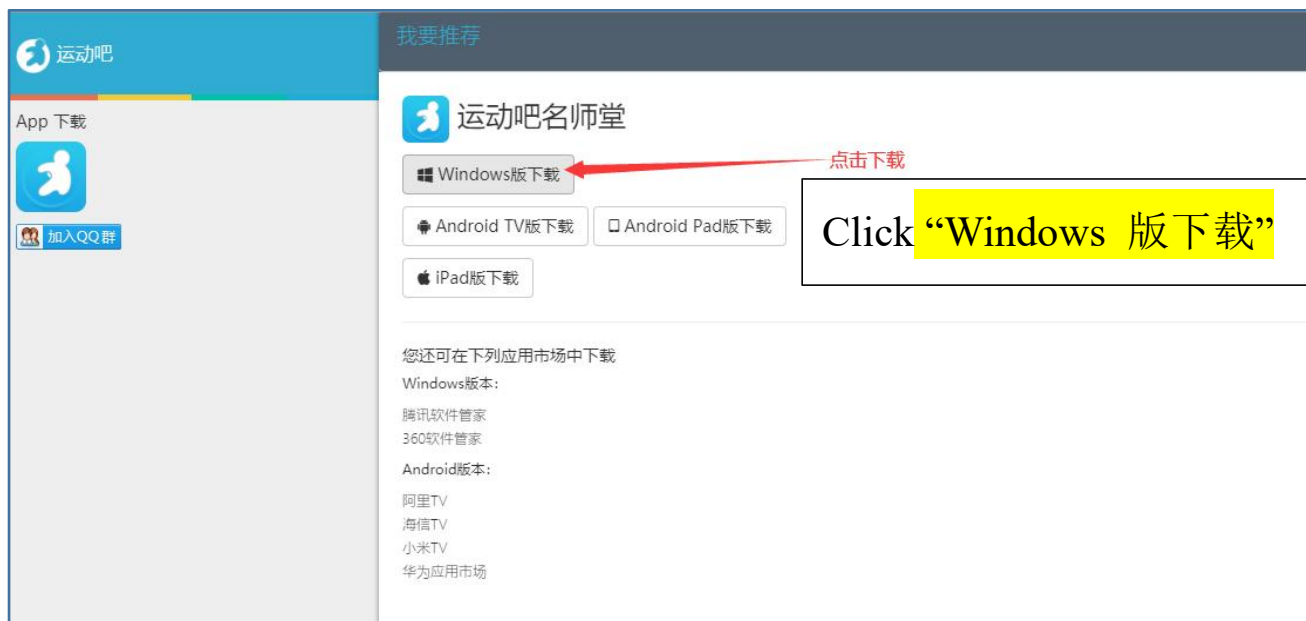 运动吧
App 下载
加入QQ群
我要推荐
运动吧名师堂
Windows版下载
点击下载
Android TV版下载 Android Pad版下载
Click “Windows 版下载”
iPad版下载
您还可在下列应用市场中下载
Windows版本:
腾讯软件管家
360软件管家
Android版本:
阿里TV
海信TV
小米TV
华为应用市场